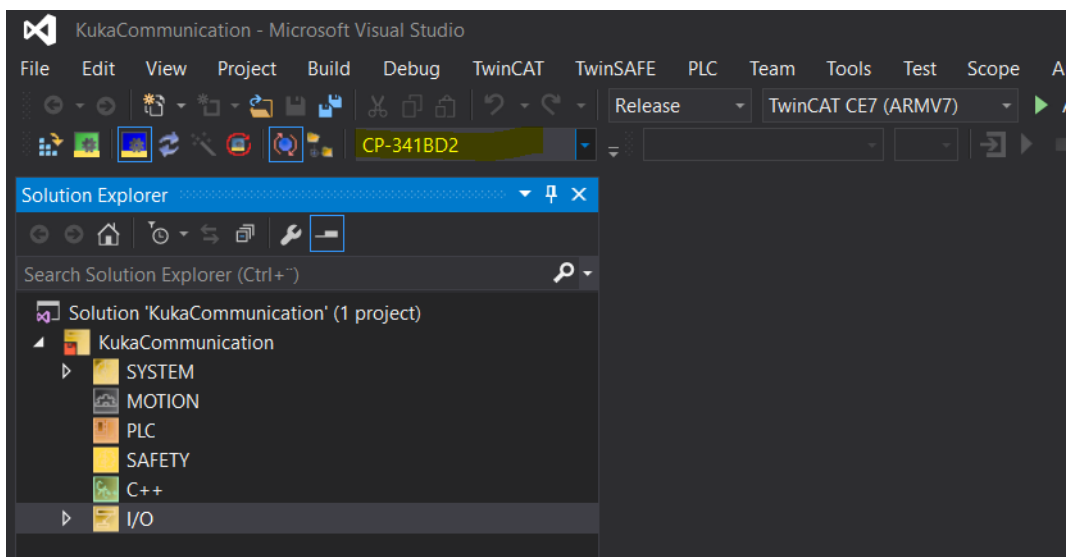 KukaCommunication - Microsoft Visual Studio
File Edit View Project Build Debug TwinCAT TwinSAFE PLC Team Tools Test Scope A
Release TwinCAT CE7 (ARMV7)
CP-341BD2
Solution Explorer
Search Solution Explorer (Ctrl+¨)
Solution 'KukaCommunication' (1 project)
KukaCommunication
SYSTEM
MOTION
PLC
SAFETY
C++
I/O